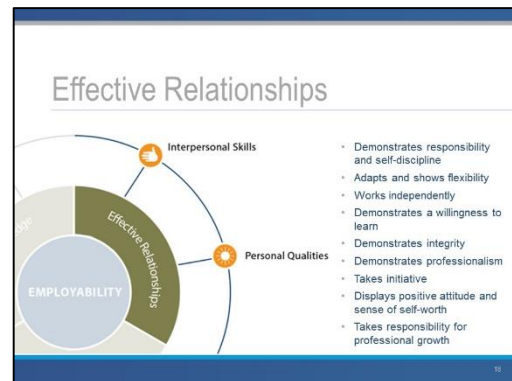 Effective Relationships
Interpersonal Skills
Effective Relationships
Personal Qualities
EMPLOYABILITY
• Demonstrates responsibility
and self-discipline
• Adapts and shows flexibility
• Works independently
• Demonstrates a willingness to
learn
• Demonstrates integrity
• Demonstrates professionalism
• Takes initiative
• Displays positive attitude and
sense of self-worth
• Takes responsibility for
professional growth